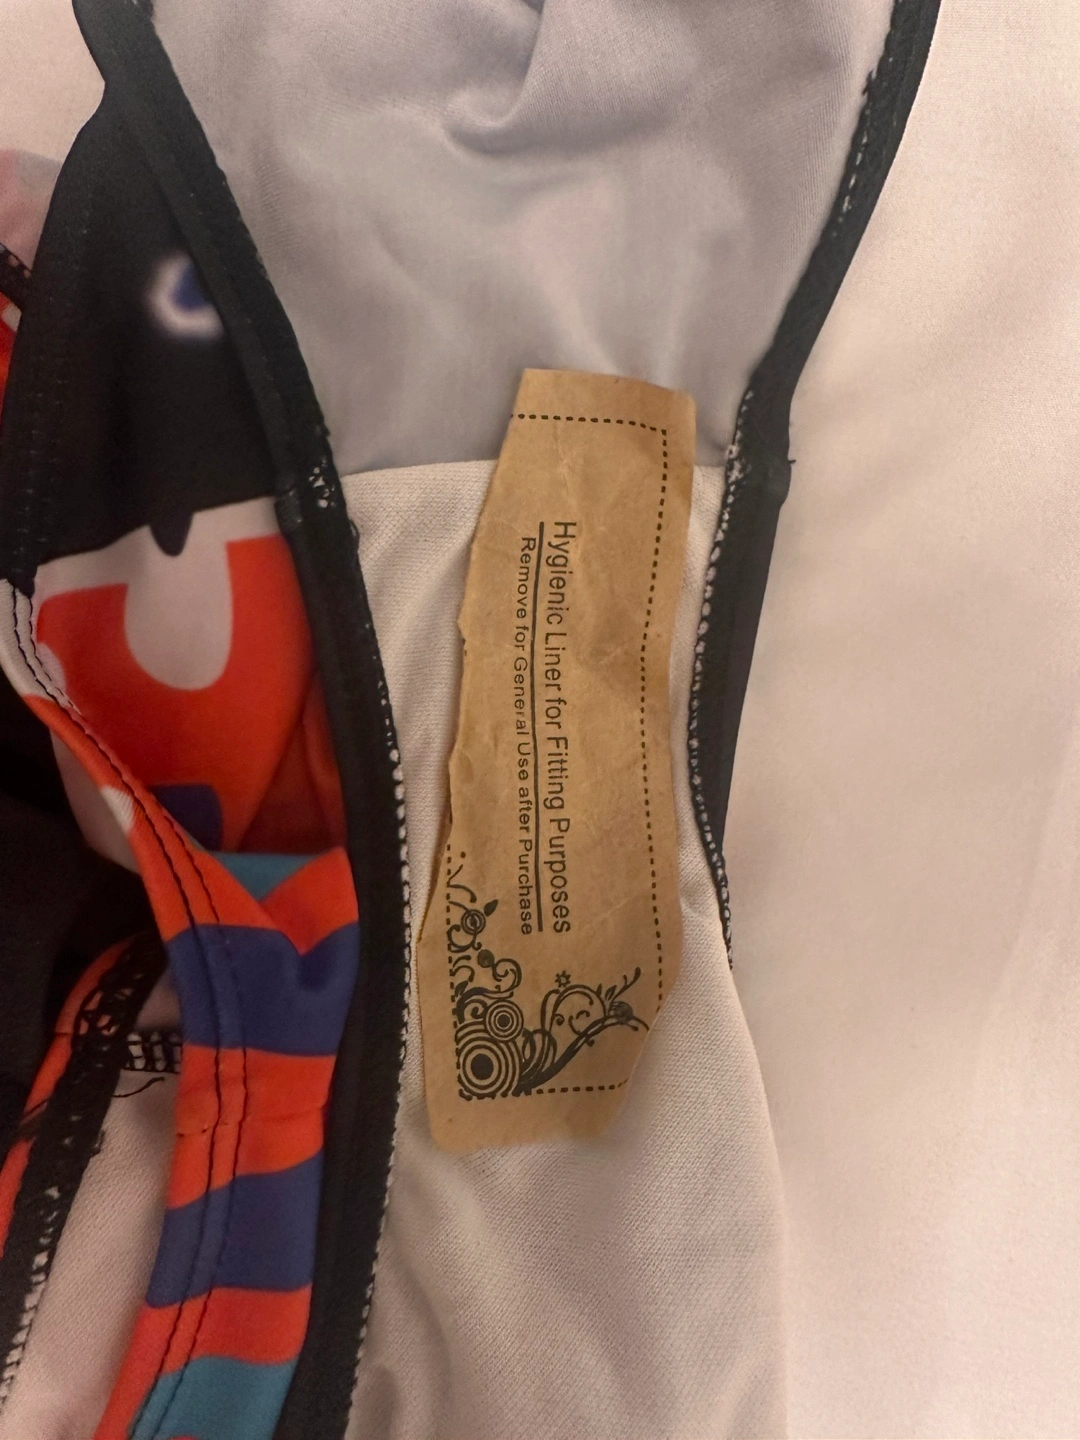 Hygienic Liner for Fitting Purposes
Remove for General Use after Purchase